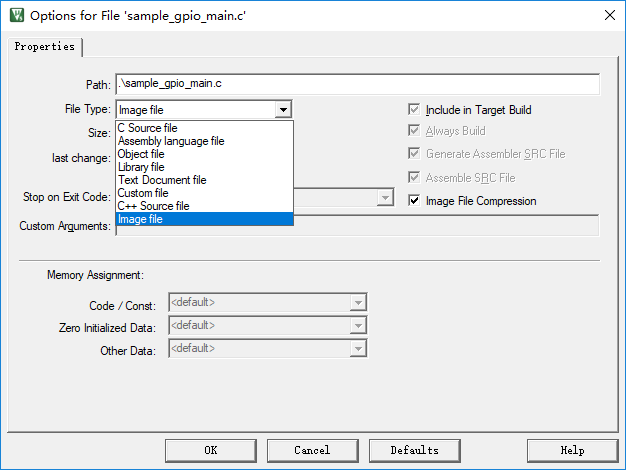 Options for File 'sample_gpio_main.c'
Properties
Path: .\sample_gpio_main.c
File Type: Image file
Include in Target Build
C Source file
Size:
Always Build
Assembly language file
Object file
last change:
Generate Assembler SRC File
Library file
Text Document file
Assemble SRC File
Custom file
Stop on Exit Code:
Image File Compression
C++ Source file
Image file
Custom Arguments:
Memory Assignment:
Code / Const: <default>
Zero Initialized Data: <default>
Other Data: <default>
OK Cancel Defaults Help